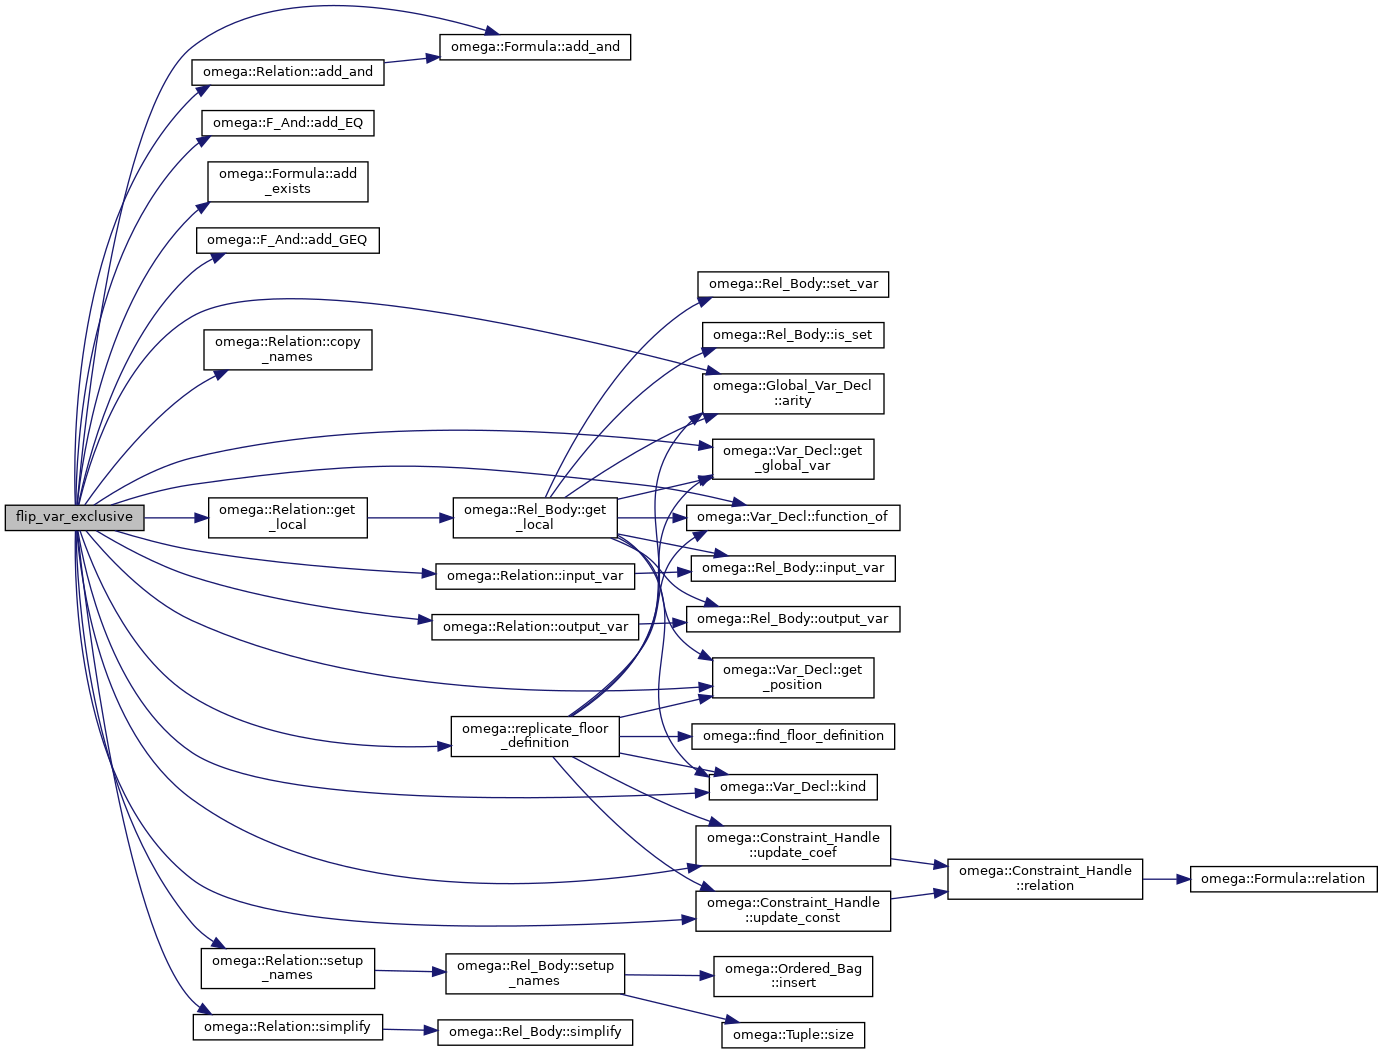 omega::Formula::add_and
omega::Relation::add_and
omega::F_And::add_EQ
omega::Formula::add
_exists
omega::F_And::add_GEQ
omega::Rel_Body::set_var
omega::Relation::copy
_names
omega::Rel_Body::is_set
omega::Global_Var_Decl
::arity
omega::Var_Decl::get
_global_var
flip_var_exclusive
omega::Relation::get
_local
omega::Rel_Body::get
_local
omega::Var_Decl::function_of
omega::Relation::input_var
omega::Rel_Body::input_var
omega::Relation::output_var
omega::Rel_Body::output_var
omega::Var_Decl::get
_position
omega::replicate_floor
_definition
omega::find_floor_definition
omega::Var_Decl::kind
omega::Constraint_Handle
::update_coef
omega::Constraint_Handle
::relation
omega::Formula::relation
omega::Constraint_Handle
::update_const
omega::Relation::setup
_names
omega::Rel_Body::setup
_names
omega::Ordered_Bag
::insert
omega::Relation::simplify
omega::Rel_Body::simplify
omega::Tuple::size